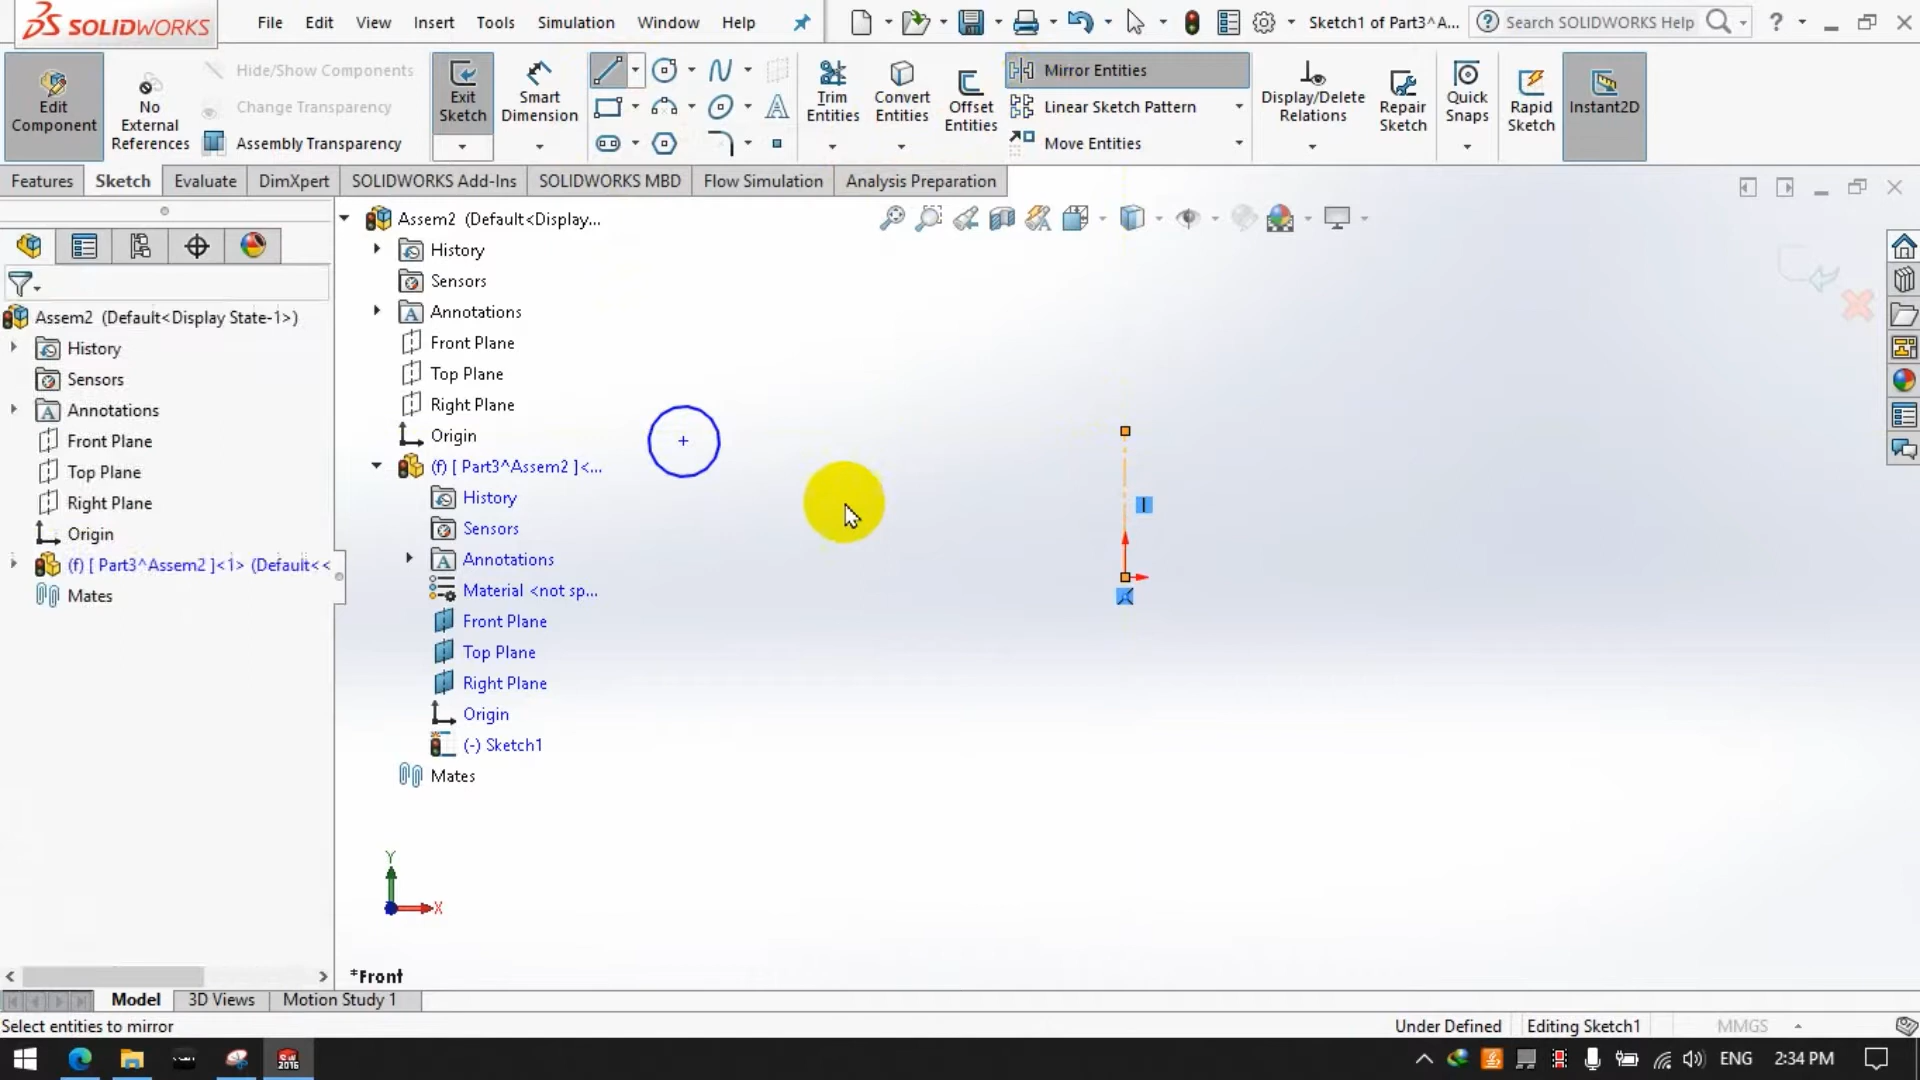 SOLIDWORKS
File Edit View Insert Tools Simulation Window Help
Sketch1 of Part3^A...
Search SOLIDWORKS Help
?
Edit Component
No External References
Hide/Show Components
Change Transparency
Assembly Transparency
Exit Sketch
Smart Dimension
Trim Entities
Convert Entities
Offset Entities
Mirror Entities
Linear Sketch Pattern
Move Entities
Display/Delete Relations
Repair Sketch
Quick Snaps
Rapid Sketch
Instant2D
Features Sketch Evaluate DimXpert SOLIDWORKS Add-Ins SOLIDWORKS MBD Flow Simulation Analysis Preparation
Assem2 (Default<Display State-1>)
History
Sensors
Annotations
Front Plane
Top Plane
Right Plane
Origin
(f) [ Part3^Assem2 ]<1> (Default<<
Mates
Assem2 (Default<Display...
History
Sensors
Annotations
Front Plane
Top Plane
Right Plane
Origin
(f) [ Part3^Assem2 ]<...
History
Sensors
Annotations
Material <not sp...
Front Plane
Top Plane
Right Plane
Origin
(-) Sketch1
Mates
Y
X
*Front
Model 3D Views Motion Study 1
Select entities to mirror
Under Defined Editing Sketch1 MMGS
SW 2016
ENG 2:34 PM